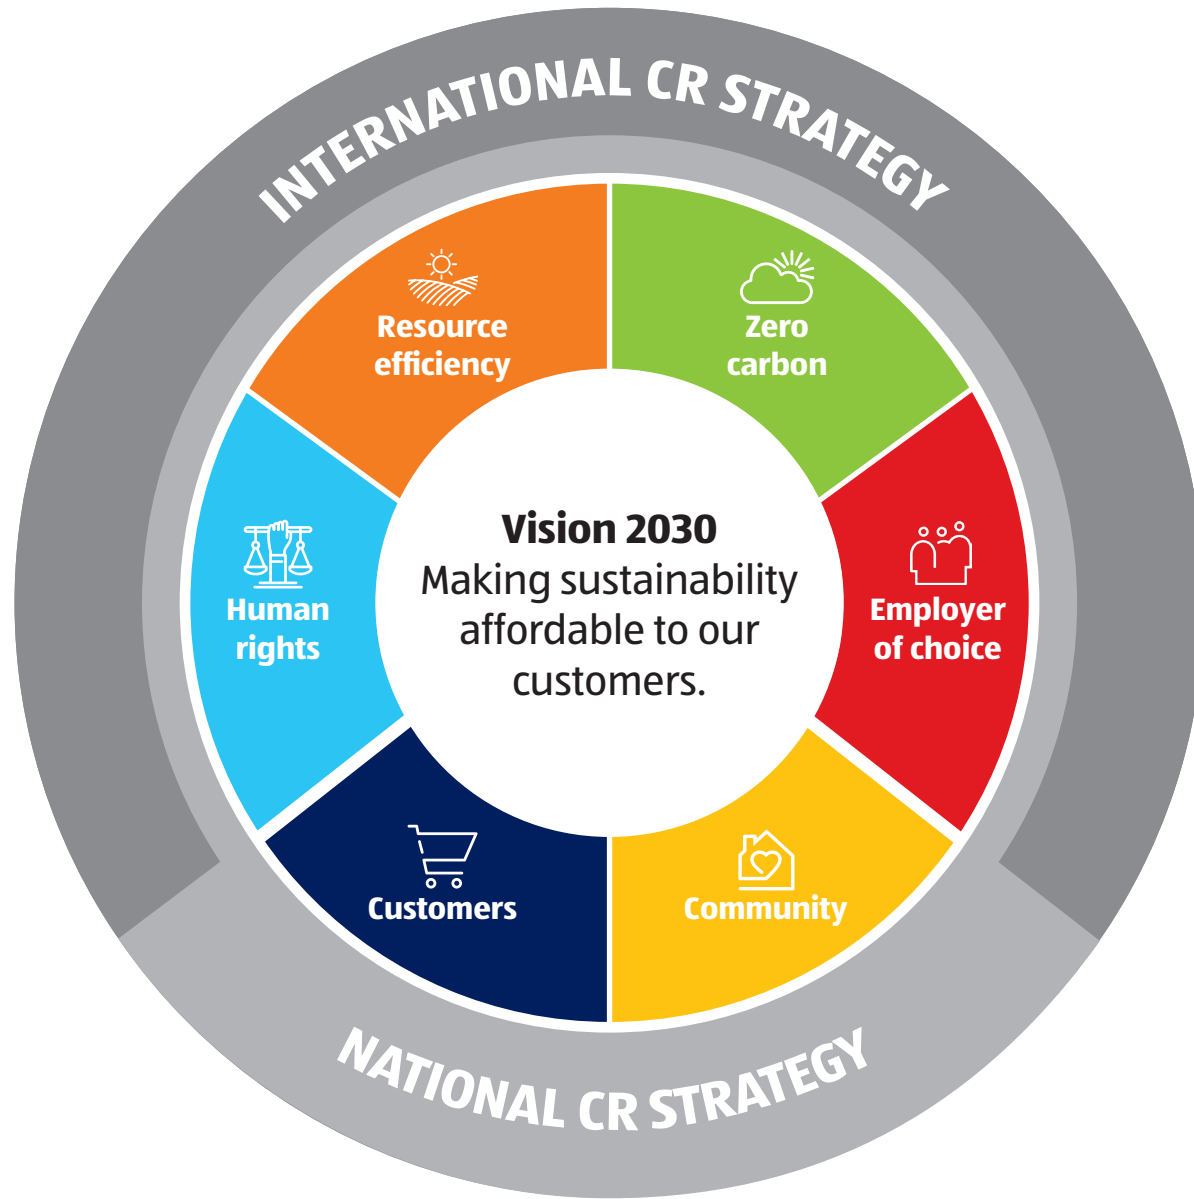 INTERNATIONAL CR STRATEGY
Resource
efficiency
Zero
carbon
Human
rights
Vision 2030
Making sustainability
affordable to our
customers.
Employer
of choice
Customers
Community
NATIONAL CR STRATEGY